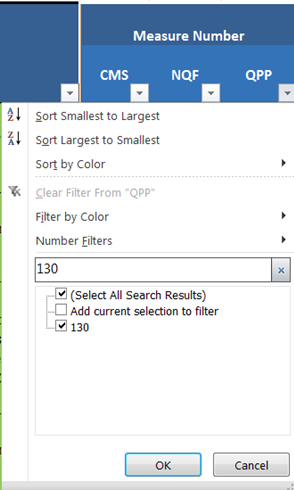 Measure Number
CMS NQF QPP
Sort Smallest to Largest
Sort Largest to Smallest
Sort by Color
Clear Filter From "QPP"
Filter by Color
Number Filters
130
(Select All Search Results)
Add current selection to filter
130
OK Cancel